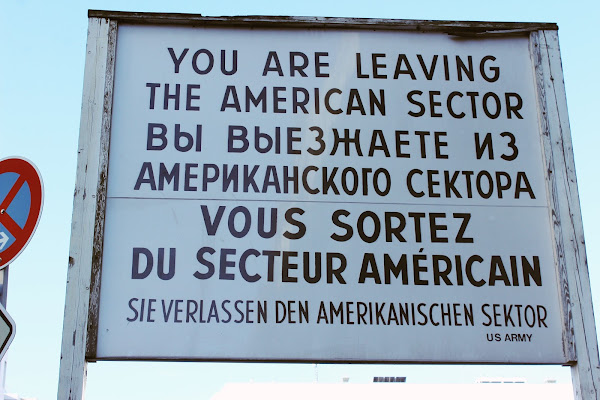 YOU ARE LEAVING
THE AMERICAN SECTOR
ВЫ ВЫЕЗЖАЕТЕ ИЗ
АМЕРИКАНСКОГО СЕКТОРА
VOUS SORTEZ
DU SECTEUR AMÉRICAIN
SIE VERLASSEN DEN AMERIKANISCHEN SEKTOR
US ARMY